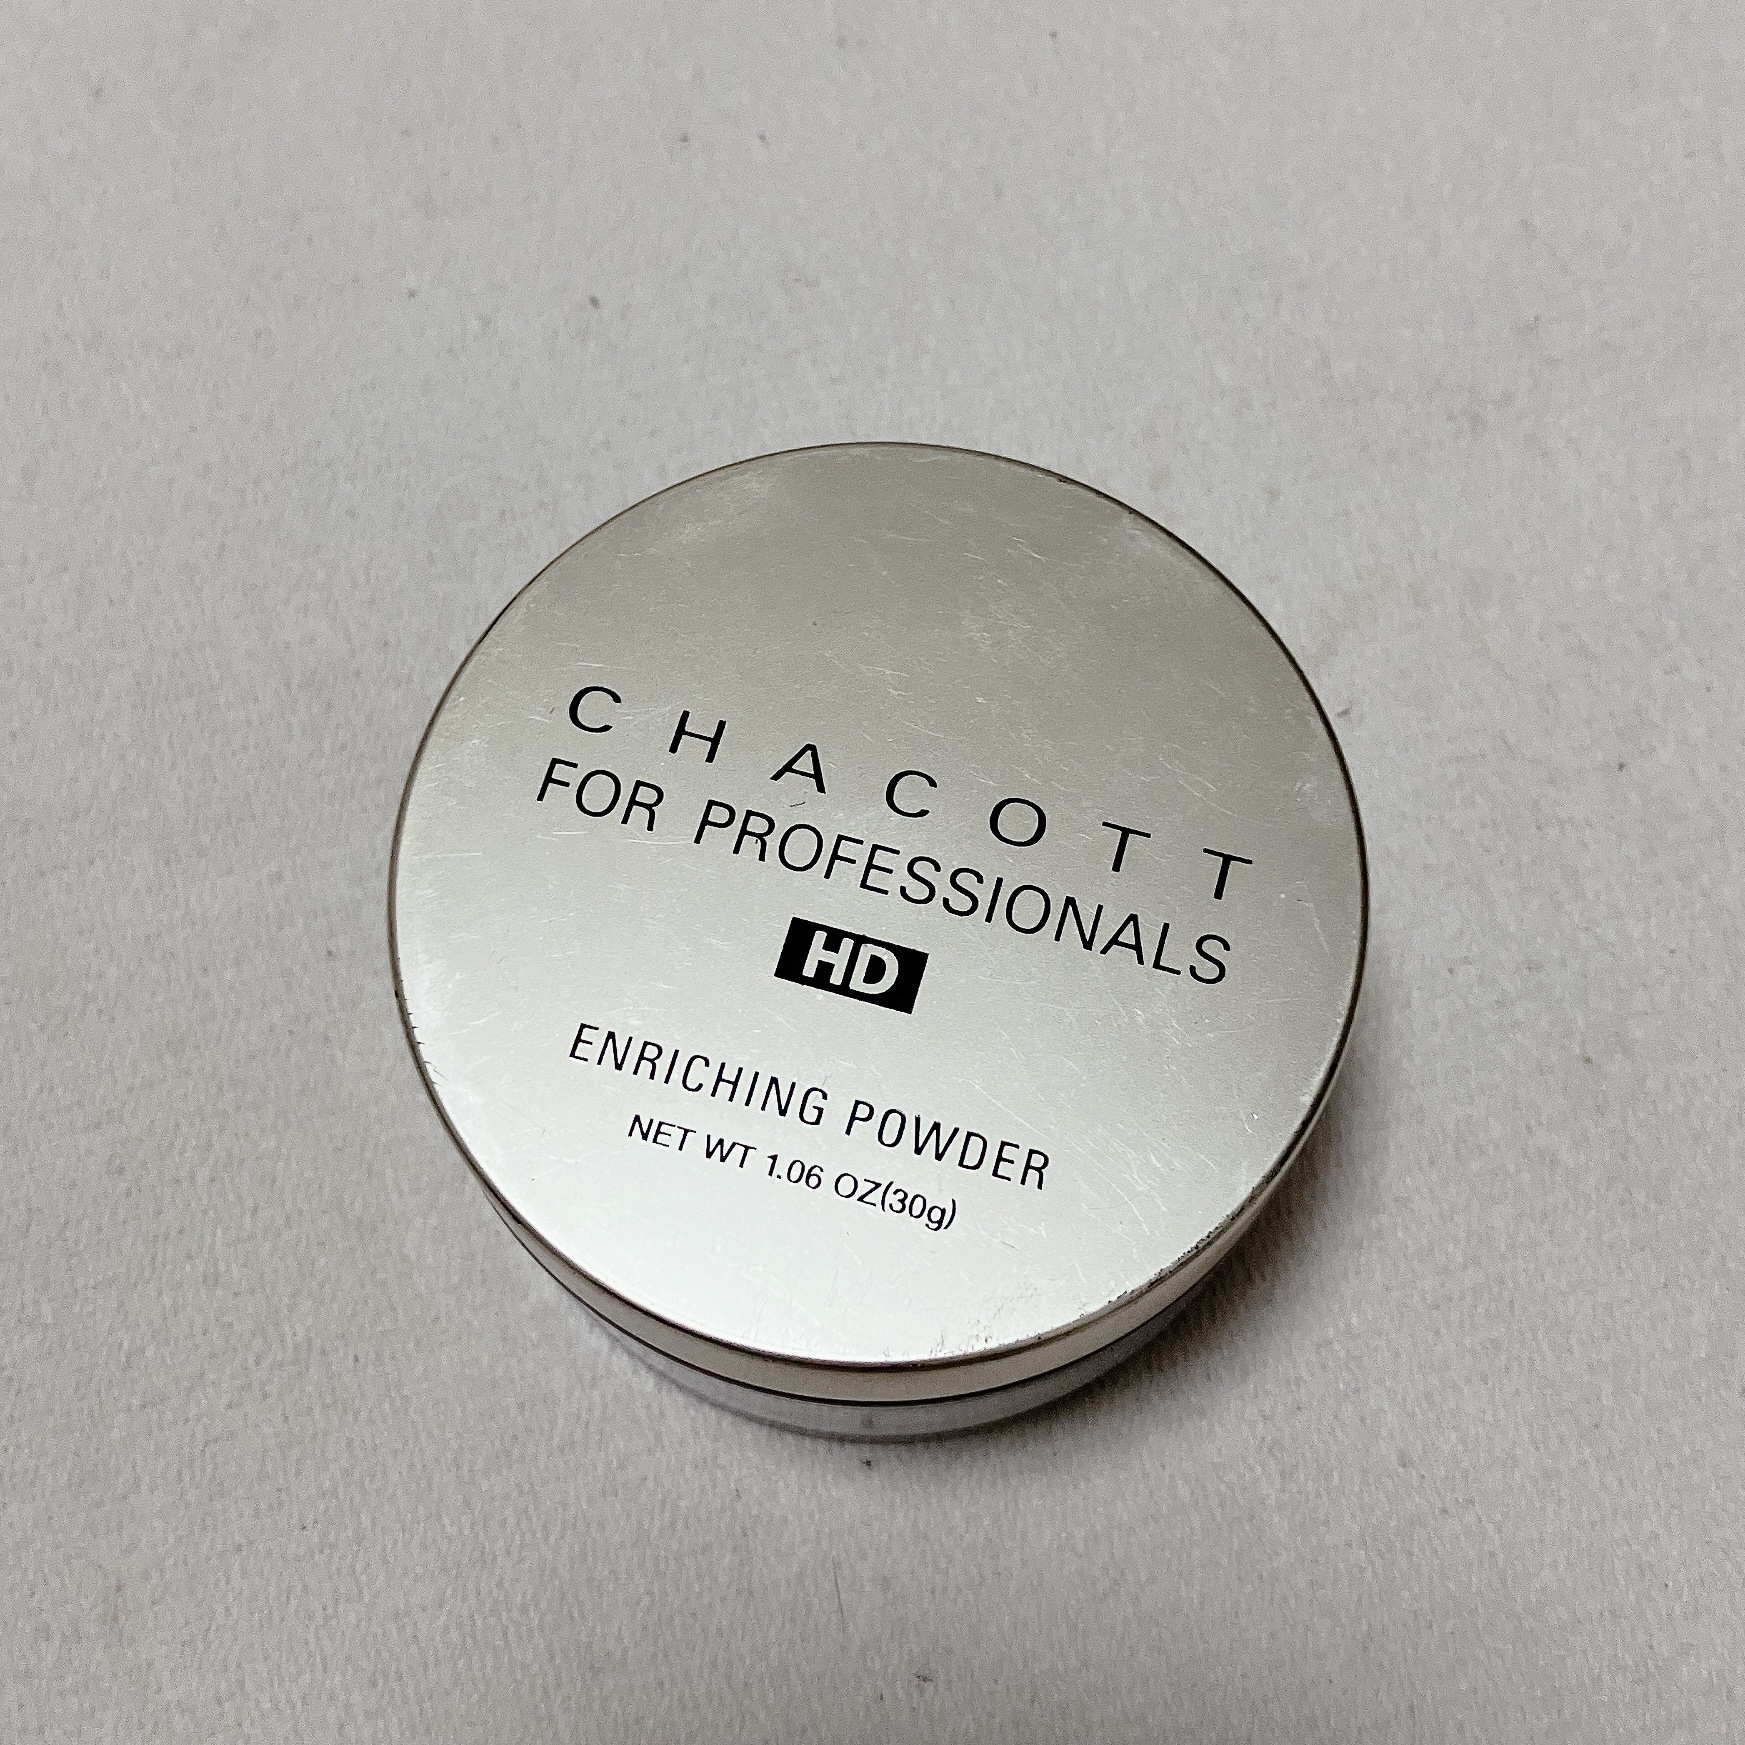 CHACOTT
FOR PROFESSIONALS
HD
ENRICHING POWDER
NET WT 1.06 OZ(30g)